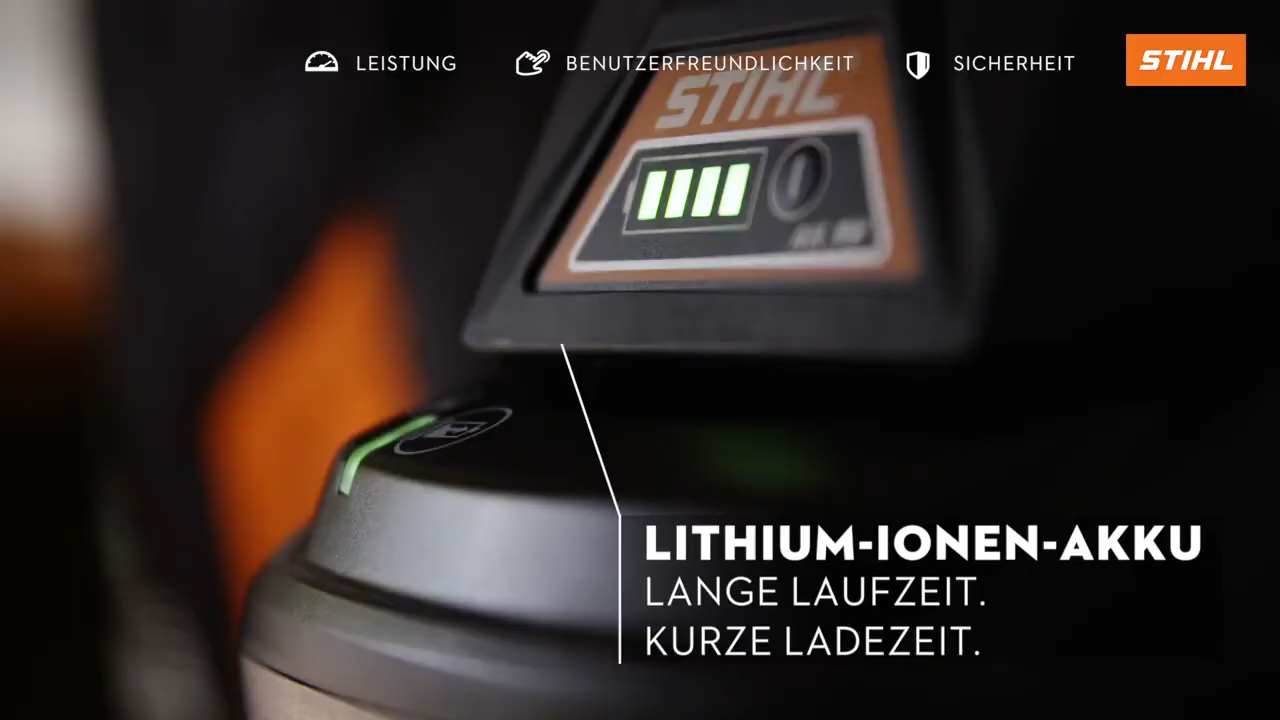 LEISTUNG
BENUTZERFREUNDLICHKEIT
SICHERHEIT
STIHL
STIHL
LITHIUM-IONEN-AKKU
LANGE LAUFZEIT.
KURZE LADEZEIT.